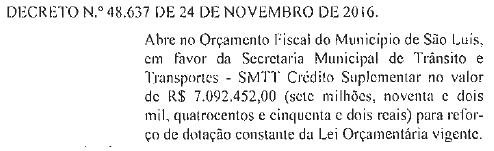 DECRETO N.º 48.637 DE 24 DE NOVEMBRO DE 2016.
Abre no Orçamento Fiscal do Município de São Luís,
em favor da Secretaria Municipal de Trânsito e
Transportes - SMTT Crédito Suplementar no valor
de R$ 7.092.452,00 (sete milhões, noventa e dois
mil, quatrocentos e cinquenta e dois reais) para refor-
ço de dotação constante da Lei Orçamentária vigente.